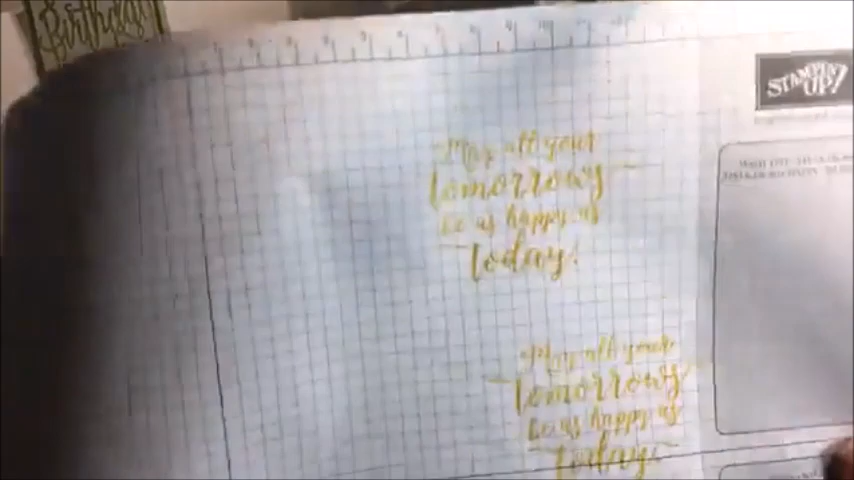 Birthday
STAMPIN' UP!
May all your
tomorrows
be as happy as
today!
May all your
tomorrows
be as happy as
today!